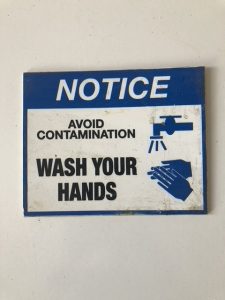 NOTICE
AVOID
CONTAMINATION
WASH YOUR
HANDS